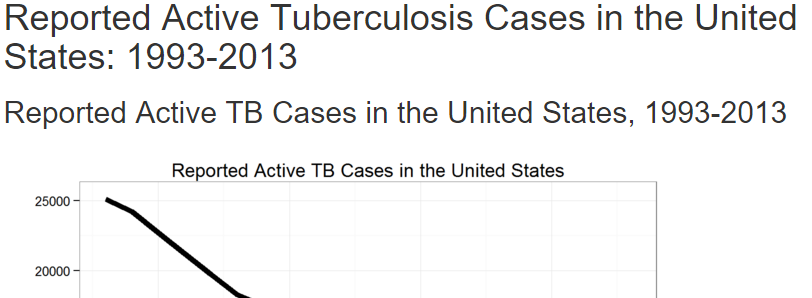 Reported Active Tuberculosis Cases in the United
States: 1993-2013
Reported Active TB Cases in the United States, 1993-2013
Reported Active TB Cases in the United States
25000
20000